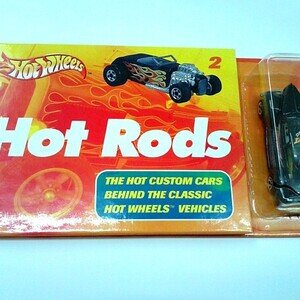 Hot Wheels
2
Hot Rods
THE HOT CUSTOM CARS
BEHIND THE CLASSIC
HOT WHEELS™ VEHICLES